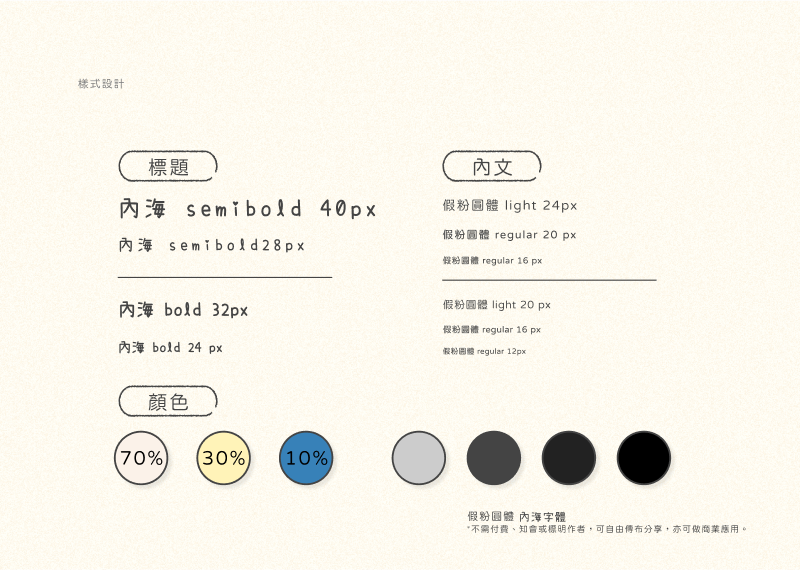 樣式設計
標題
內海 semibold 40px
內海 semibold28px
內海 bold 32px
內海 bold 24 px
內文
假粉圓體 light 24px
假粉圓體 regular 20 px
假粉圓體 regular 16 px
假粉圓體 light 20 px
假粉圓體 regular 16 px
假粉圓體 regular 12px
顏色
70% 30% 10%
假粉圓體 內海字體
*不需付費、知會或標明作者，可自由傳布分享，亦可做商業應用。